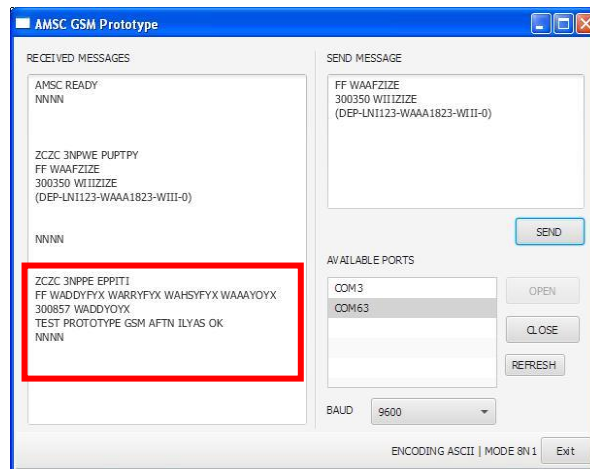 AMSC GSM Prototype
RECEIVED MESSAGES
AMSC READY
NNNN
ZCZC 3NPWE PUPTPY
FF WAAFZIZE
300350 WIIIZIZE
(DEP-LNI123-WAAA1823-WIII-0)
NNNN
ZCZC 3NPPE EPPITI
FF WADDYFYX WARRYFYX WAHSYFYX WAAAYOYX
300857 WADDYOYX
TEST PROTOTYPE GSM AFTN ILYAS OK
NNNN
SEND MESSAGE
FF WAAFZIZE
300350 WIIIZIZE
(DEP-LNI123-WAAA1823-WIII-0)
SEND
AVAILABLE PORTS
COM3
COM63
OPEN
CLOSE
REFRESH
BAUD 9600
ENCODING ASCII | MODE 8N1 Exit